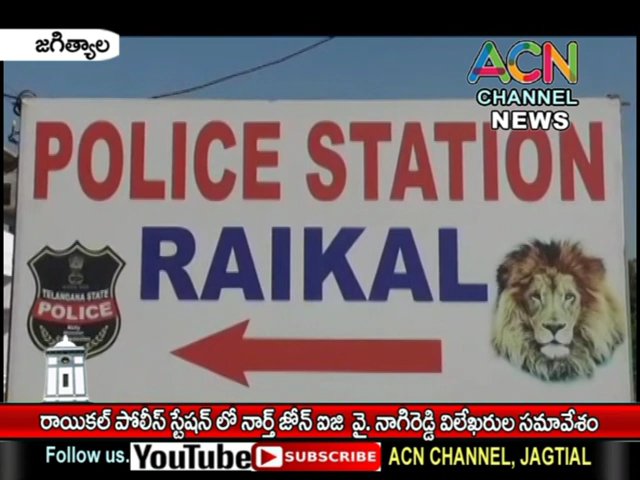 జగిత్యాల
ACN
CHANNEL
NEWS
POLICE STATION
RAIKAL
TELANGANA STATE
POLICE
రాయికల్ పోలీస్ స్టేషన్ లో నార్త్ జోన్ ఐజి వై. నాగిరెడ్డి విలేఖరుల సమావేశం
Follow us. YouTube SUBSCRIBE ACN CHANNEL, JAGTIAL